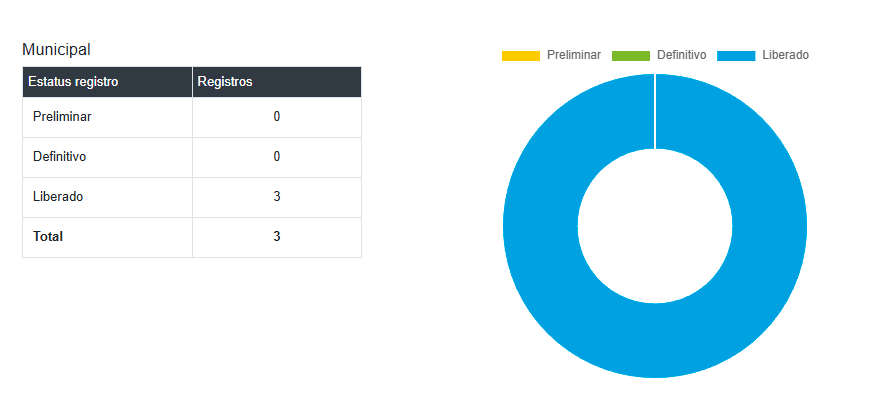 Municipal
Estatus registro Registros
Preliminar 0
Definitivo 0
Liberado 3
Total 3
Preliminar Definitivo Liberado